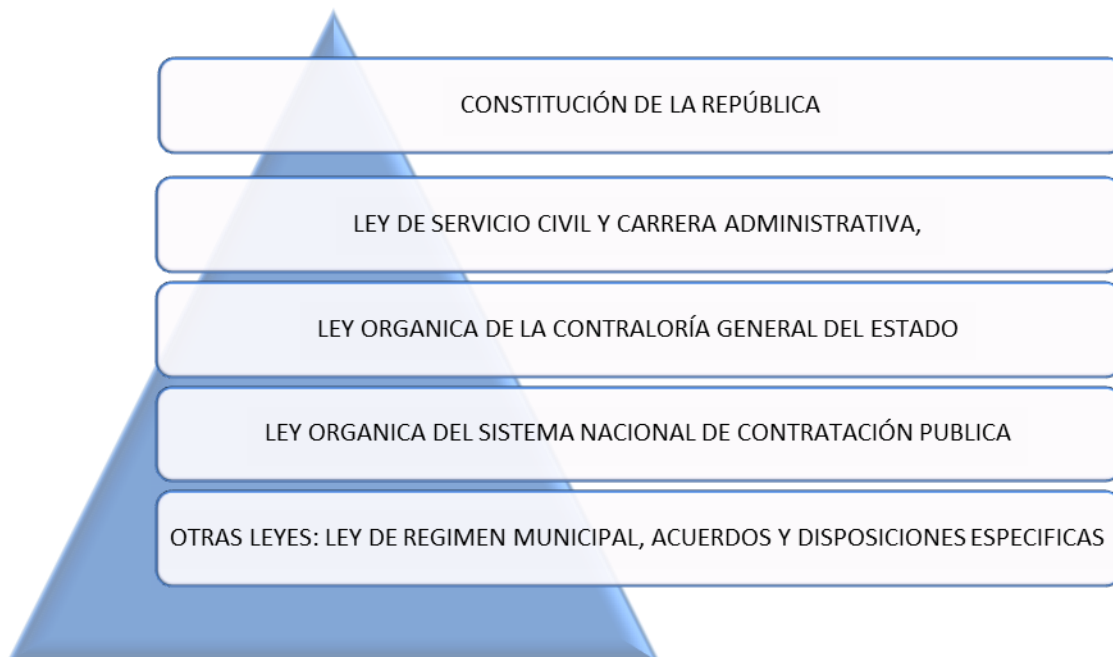 CONSTITUCIÓN DE LA REPÚBLICA
LEY DE SERVICIO CIVIL Y CARRERA ADMINISTRATIVA,
LEY ORGANICA DE LA CONTRALORÍA GENERAL DEL ESTADO
LEY ORGANICA DEL SISTEMA NACIONAL DE CONTRATACIÓN PUBLICA
OTRAS LEYES: LEY DE REGIMEN MUNICIPAL, ACUERDOS Y DISPOSICIONES ESPECIFICAS